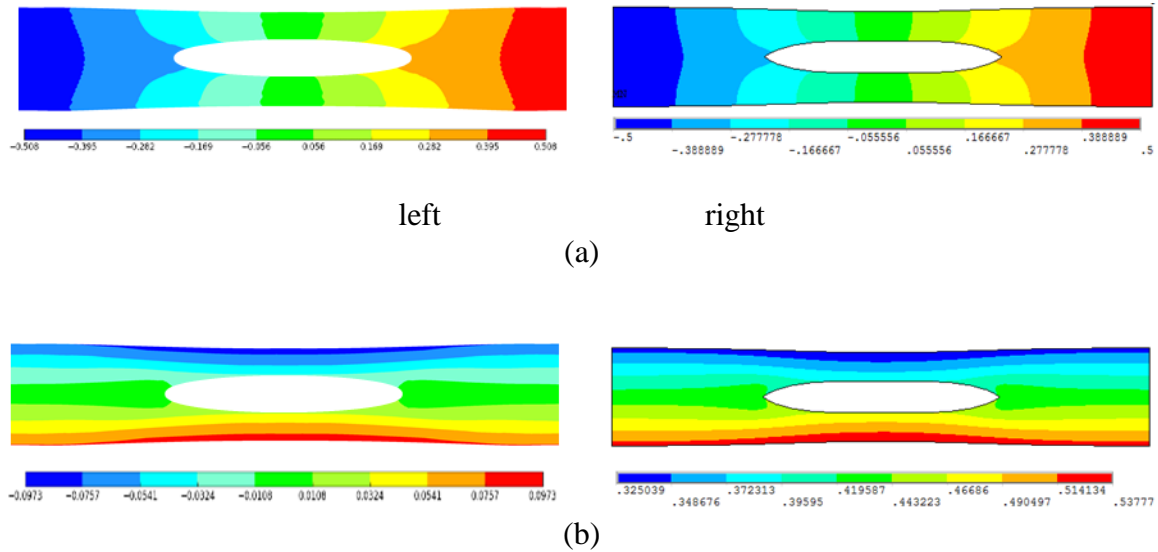 -0.508 -0.395 -0.282 -0.169 -0.056 0.056 0.169 0.282 0.395 0.508
-.5 -.277778 -.055556 .166667 .388889
-.388889 -.166667 .055556 .277778 .5
left right
(a)
-0.0973 -0.0757 -0.0541 -0.0324 -0.0108 0.0108 0.0324 0.0541 0.0757 0.0973
.325039 .372313 .419587 .46686 .514134
.348676 .39595 .443223 .490497 .53777
(b)